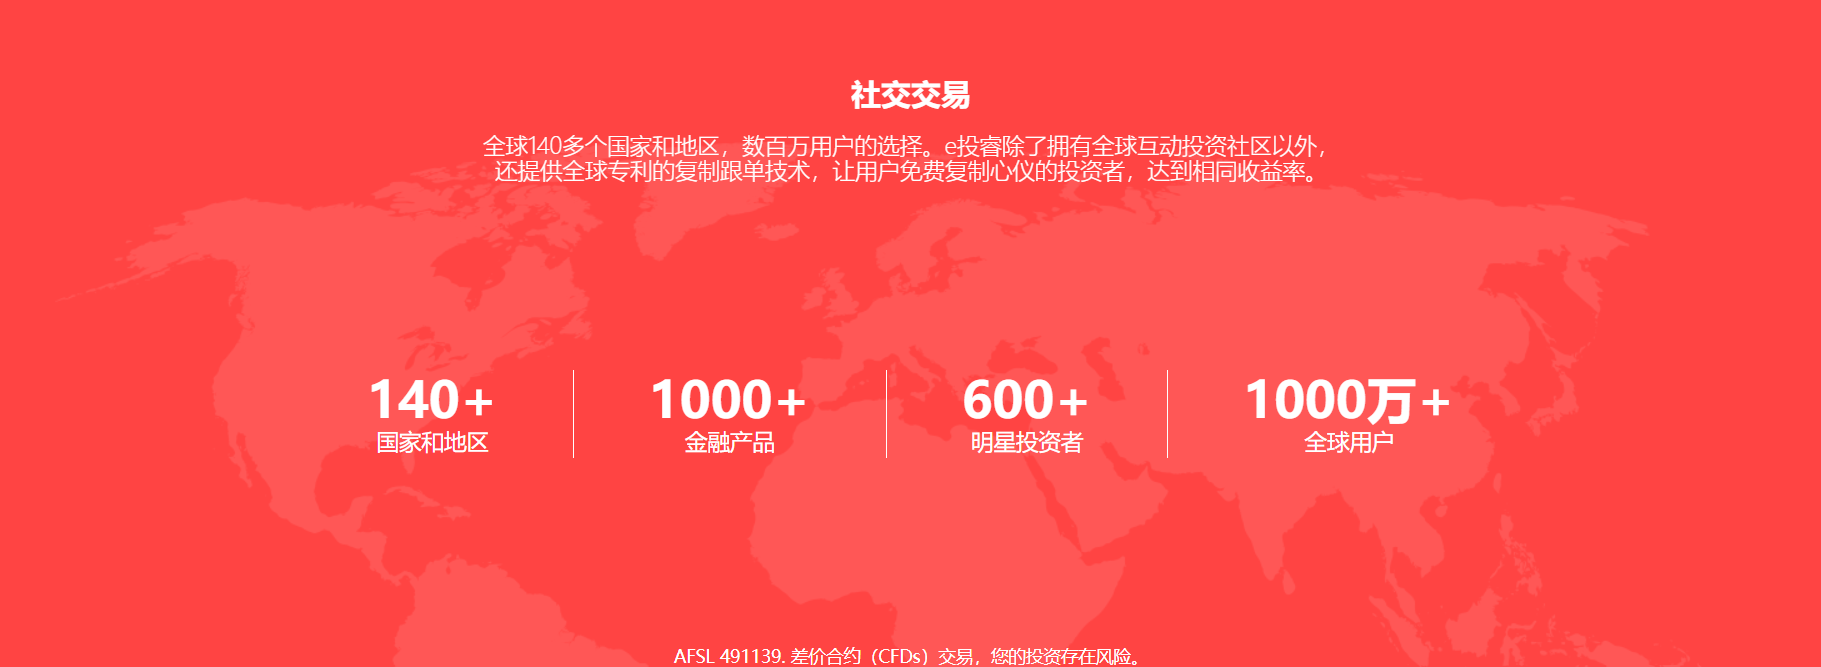 社交交易
全球140多个国家和地区，数百万用户的选择。e投睿除了拥有全球互动投资社区以外，
还提供全球专利的复制跟单技术，让用户免费复制心仪的投资者，达到相同收益率。
140+
国家和地区
1000+
金融产品
600+
明星投资者
1000万+
全球用户
AFSL 491139. 差价合约（CFDs）交易，您的投资存在风险。